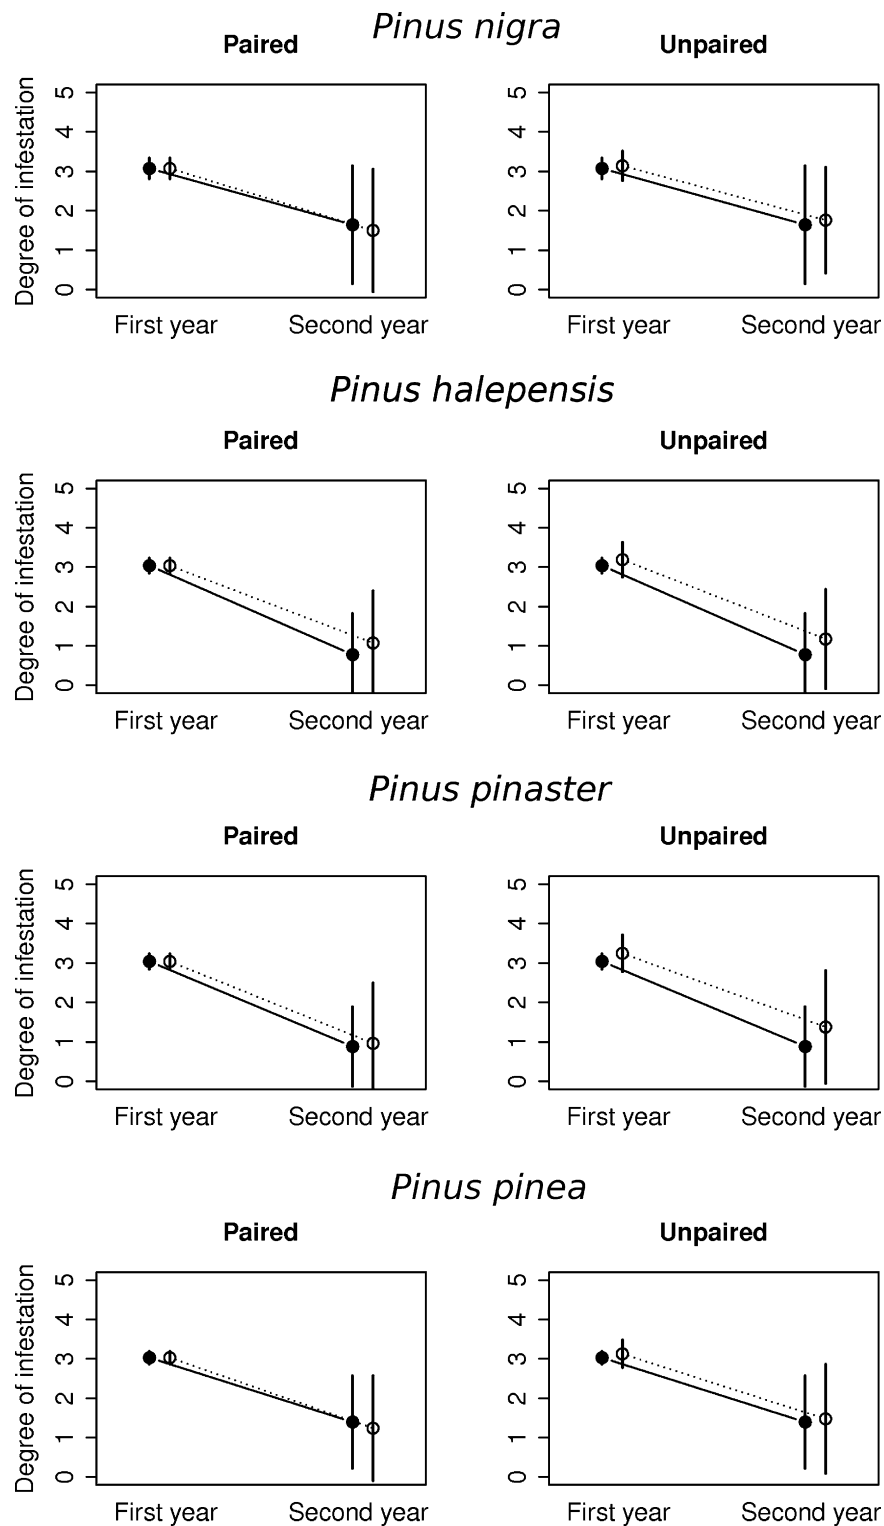 Pinus nigra
Paired Unpaired
Degree of infestation
5 5
4 4
3 3
2 2
1 1
0 0
First year Second year First year Second year
Pinus halepensis
Paired Unpaired
Degree of infestation
5 5
4 4
3 3
2 2
1 1
0 0
First year Second year First year Second year
Pinus pinaster
Paired Unpaired
Degree of infestation
5 5
4 4
3 3
2 2
1 1
0 0
First year Second year First year Second year
Pinus pinea
Paired Unpaired
Degree of infestation
5 5
4 4
3 3
2 2
1 1
0 0
First year Second year First year Second year